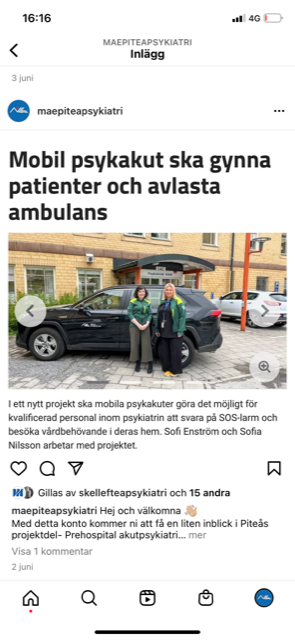 16:16
4G
MAEPITEAPSYKIATRI
Inlägg
3 juni
maepiteapsykiatri
Mobil psykakut ska gynna
patienter och avlasta
ambulans
I ett nytt projekt ska mobila psykakuter göra det möjligt för
kvalificerad personal inom psykiatrin att svara på SOS-larm och
besöka vårdbehövande i deras hem. Sofi Enström och Sofia
Nilsson arbetar med projektet.
Gillas av skellefteapsykiatri och 15 andra
maepiteapsykiatri Hej och välkomna 👋🏼
Med detta konto kommer ni att få en liten inblick i Piteås
projektdel- Prehospital akutpsykiatri... mer
Visa 1 kommentar
2 juni